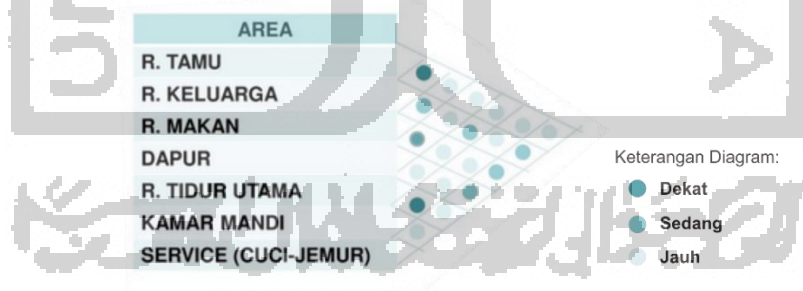 AREA
R. TAMU
R. KELUARGA
R. MAKAN
DAPUR
R. TIDUR UTAMA
KAMAR MANDI
SERVICE (CUCI-JEMUR)
Keterangan Diagram:
Dekat
Sedang
Jauh